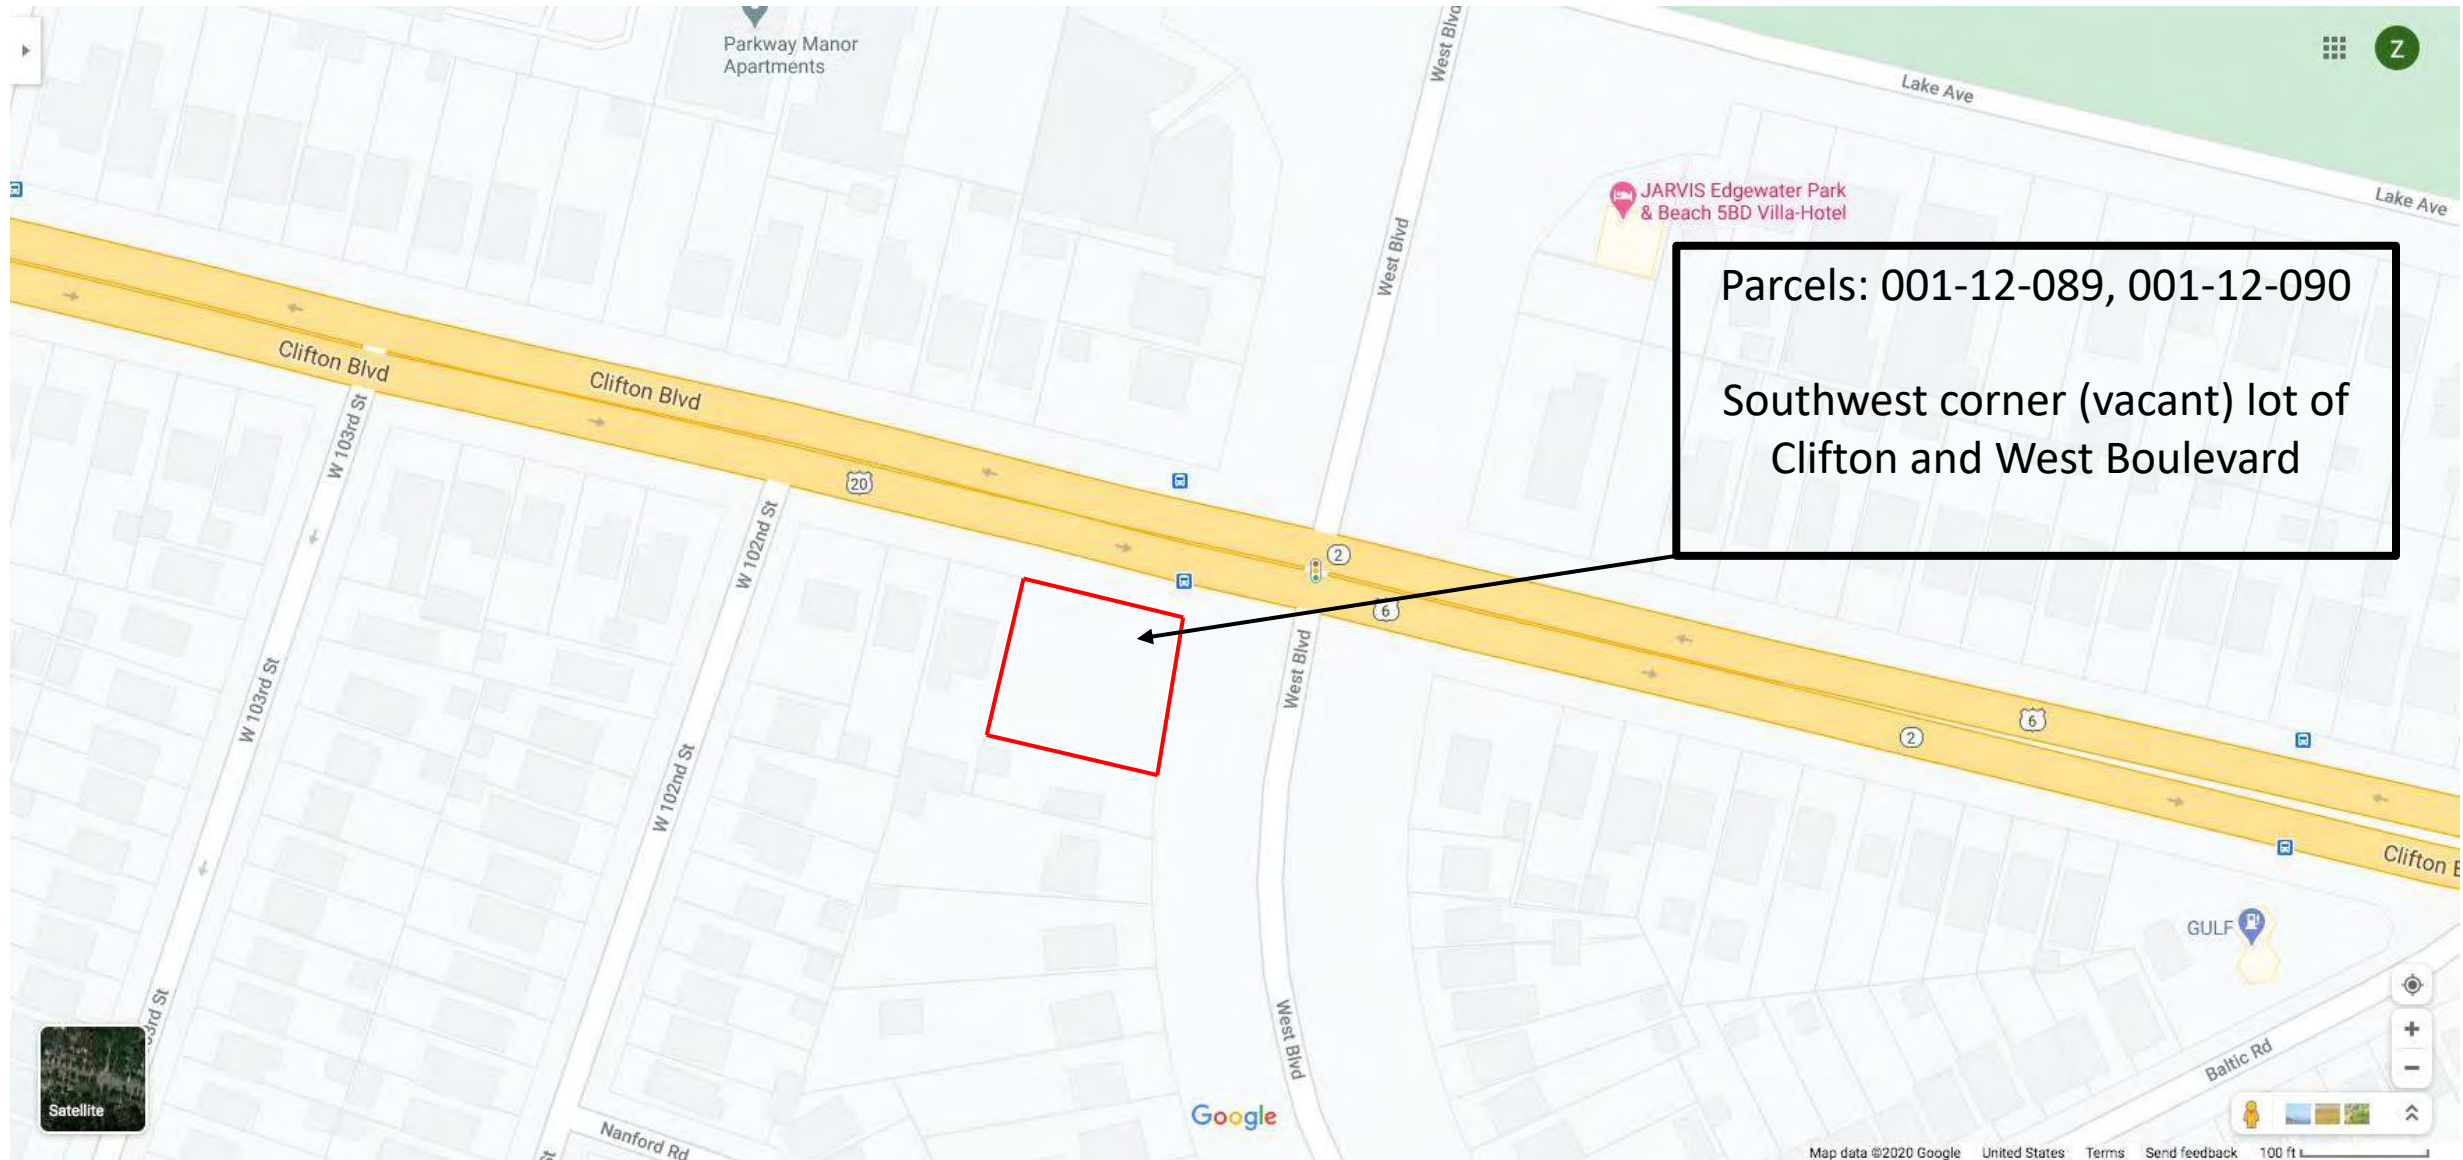 Parkway Manor
Apartments
West Blvd
Lake Ave
Z
JARVIS Edgewater Park
& Beach 5BD Villa-Hotel
Lake Ave
West Blvd
Parcels: 001-12-089, 001-12-090
Southwest corner (vacant) lot of
Clifton and West Boulevard
Clifton Blvd
Clifton Blvd
W 103rd St
20
W 102nd St
2
6
West Blvd
W 103rd St
6
2
W 102nd St
Clifton B
GULF
3rd St
West Blvd
Baltic Rd
Satellite
Google
Nanford Rd
St
Map data ©2020 Google United States Terms Send feedback 100 ft